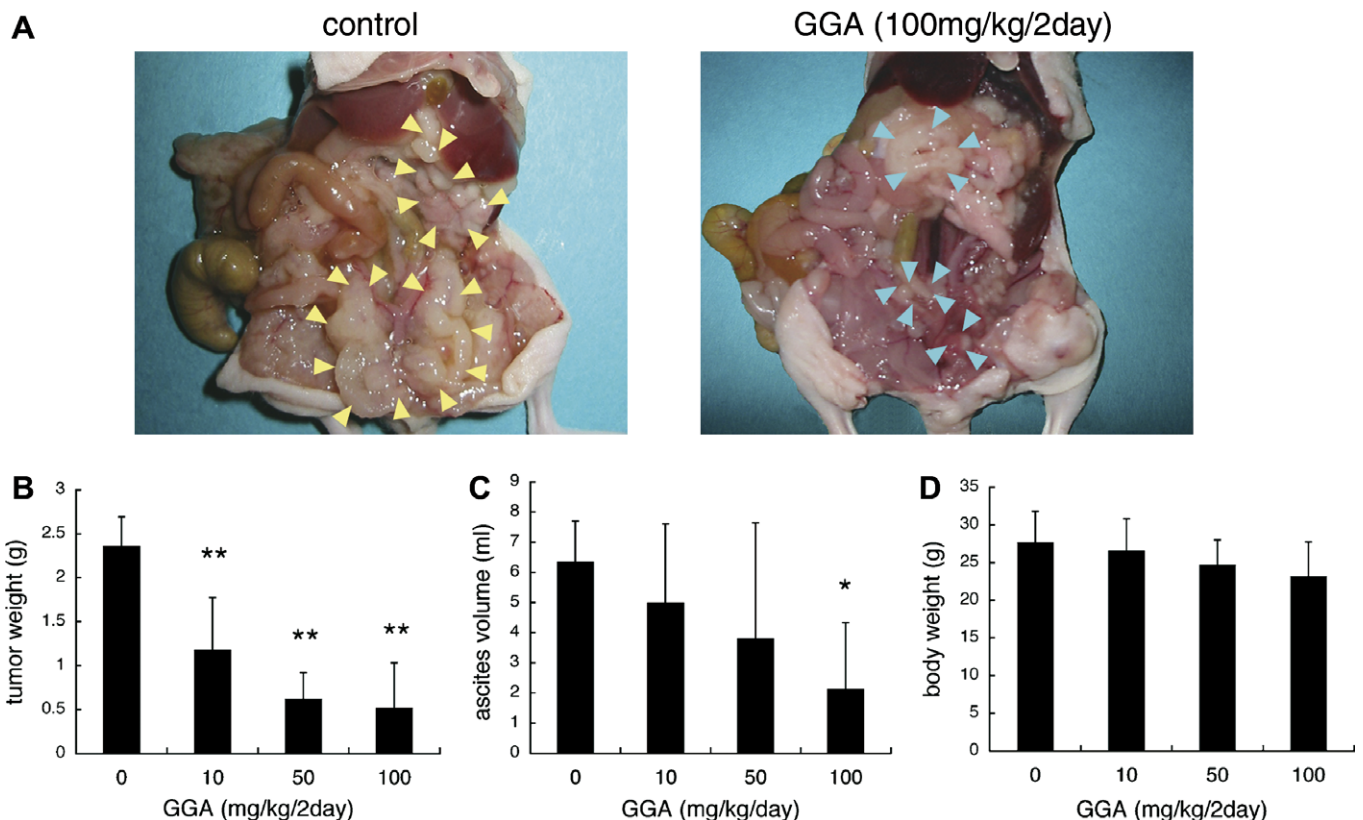 A
control
GGA (100mg/kg/2day)
B
tumor weight (g)
3
2.5
2
1.5
1
0.5
0
**
**
**
0 10 50 100
GGA (mg/kg/2day)
C
ascites volume (ml)
9
8
7
6
5
4
3
2
1
0
*
0 10 50 100
GGA (mg/kg/day)
D
body weight (g)
35
30
25
20
15
10
5
0
0 10 50 100
GGA (mg/kg/2day)